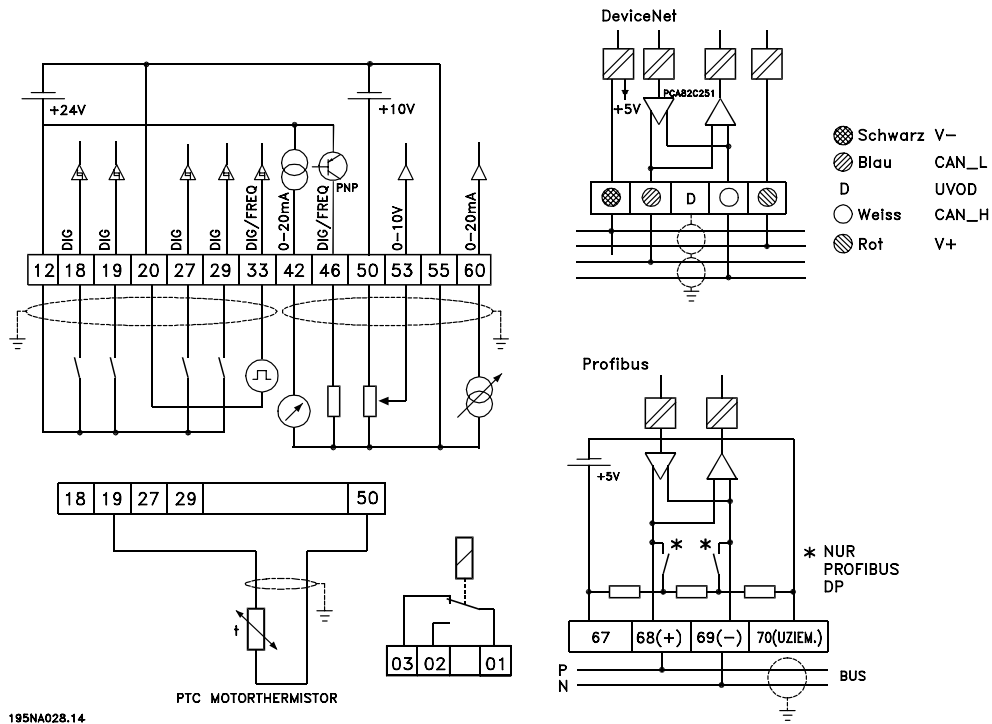 DeviceNet
+5V
PCA82C251
Schwarz V-
Blau CAN_L
D UVOD
Weiss CAN_H
Rot V+
D
+24V
+10V
PNP
DIG
DIG
DIG
DIG
DIG/FREQ
0-20mA
DIG/FREQ
0-10V
0-20mA
12 18 19 20 27 29 33 42 46 50 53 55 60
Profibus
+5V
* *
* NUR
PROFIBUS
DP
67 68(+) 69(-) 70(UZIEM.)
P
N
BUS
18 19 27 29 50
t
PTC MOTORTHERMISTOR
03 02 01
195NA028.14